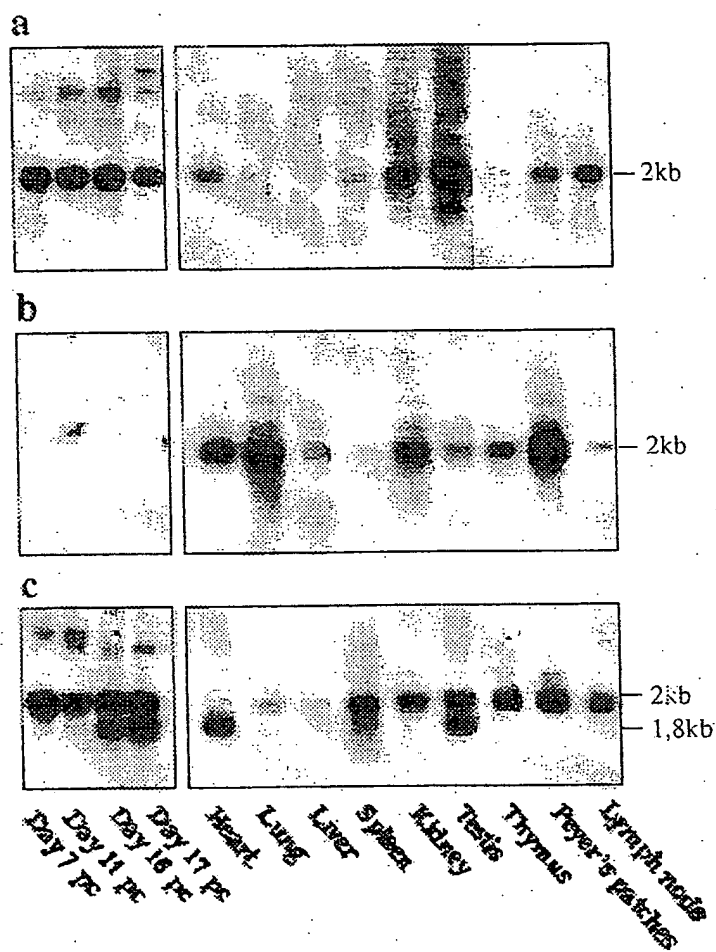 a
2kb
b
2kb
c
2kb
1,8kb
Day 7 pc
Day 11 pc
Day 16 pc
Day 17 pc
Heart
Lung
Liver
Spleen
Kidney
Testis
Thymus
Peyer's patches
Lymph node